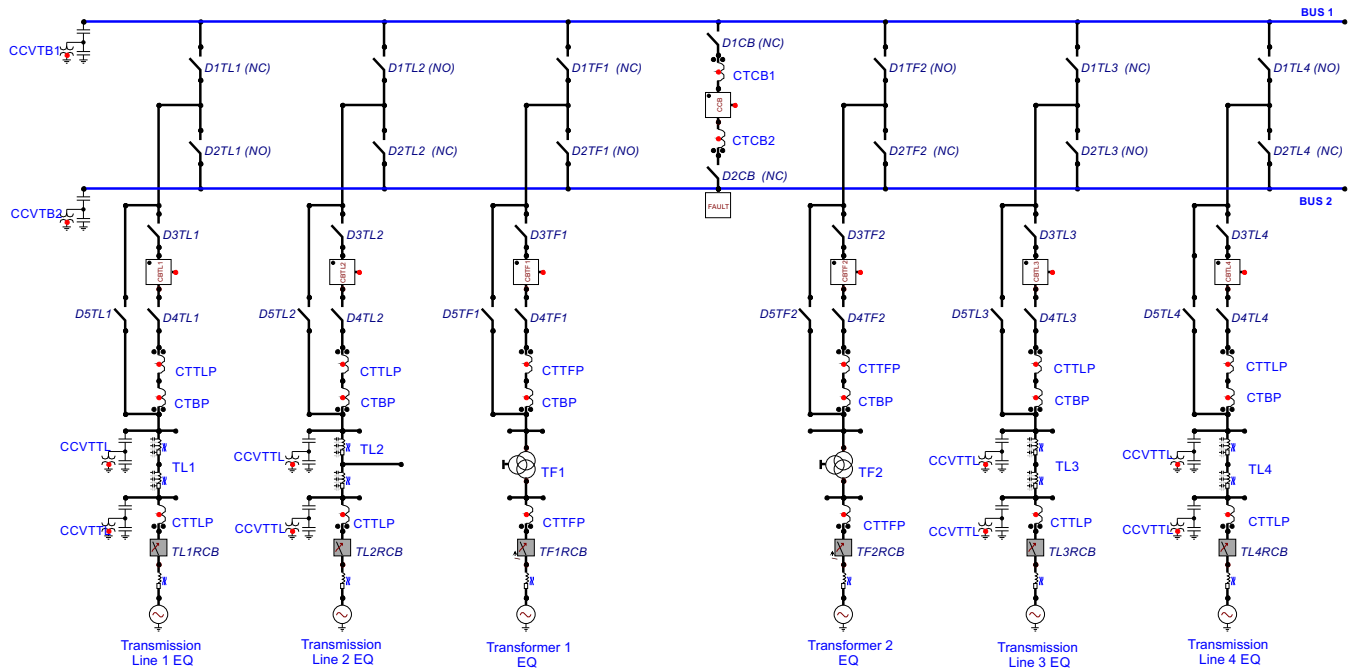 BUS 1
CCVTB1
D1TL1 (NC)
D1TL2 (NO)
D1TF1 (NC)
D1CB (NC)
CTCB1
CCB
CTCB2
D2CB (NC)
D1TF2 (NO)
D1TL3 (NC)
D1TL4 (NO)
D2TL1 (NO)
D2TL2 (NC)
D2TF1 (NO)
D2TF2 (NC)
D2TL3 (NO)
D2TL4 (NC)
BUS 2
CCVTB2
FAULT
D3TL1
D3TL2
D3TF1
D3TF2
D3TL3
D3TL4
CBTL1
CBTL2
CBTF1
CBTF2
CBTL3
CBTL4
D5TL1
D4TL1
D5TL2
D4TL2
D5TF1
D4TF1
D5TF2
D4TF2
D5TL3
D4TL3
D5TL4
D4TL4
CTTLP
CTTLP
CTTFP
CTTFP
CTTLP
CTTLP
CTBP
CTBP
CTBP
CTBP
CTBP
CTBP
CCVTTL
TL1
CCVTTL
TL2
TF1
TF2
CCVTTL
TL3
CCVTTL
TL4
CCVTTL
CTTLP
CCVTTL
CTTLP
CTTFP
CTTFP
CCVTTL
CTTLP
CCVTTL
CTTLP
TL1RCB
TL2RCB
TF1RCB
TF2RCB
TL3RCB
TL4RCB
Transmission
Line 1 EQ
Transmission
Line 2 EQ
Transformer 1
EQ
Transformer 2
EQ
Transmission
Line 3 EQ
Transmission
Line 4 EQ